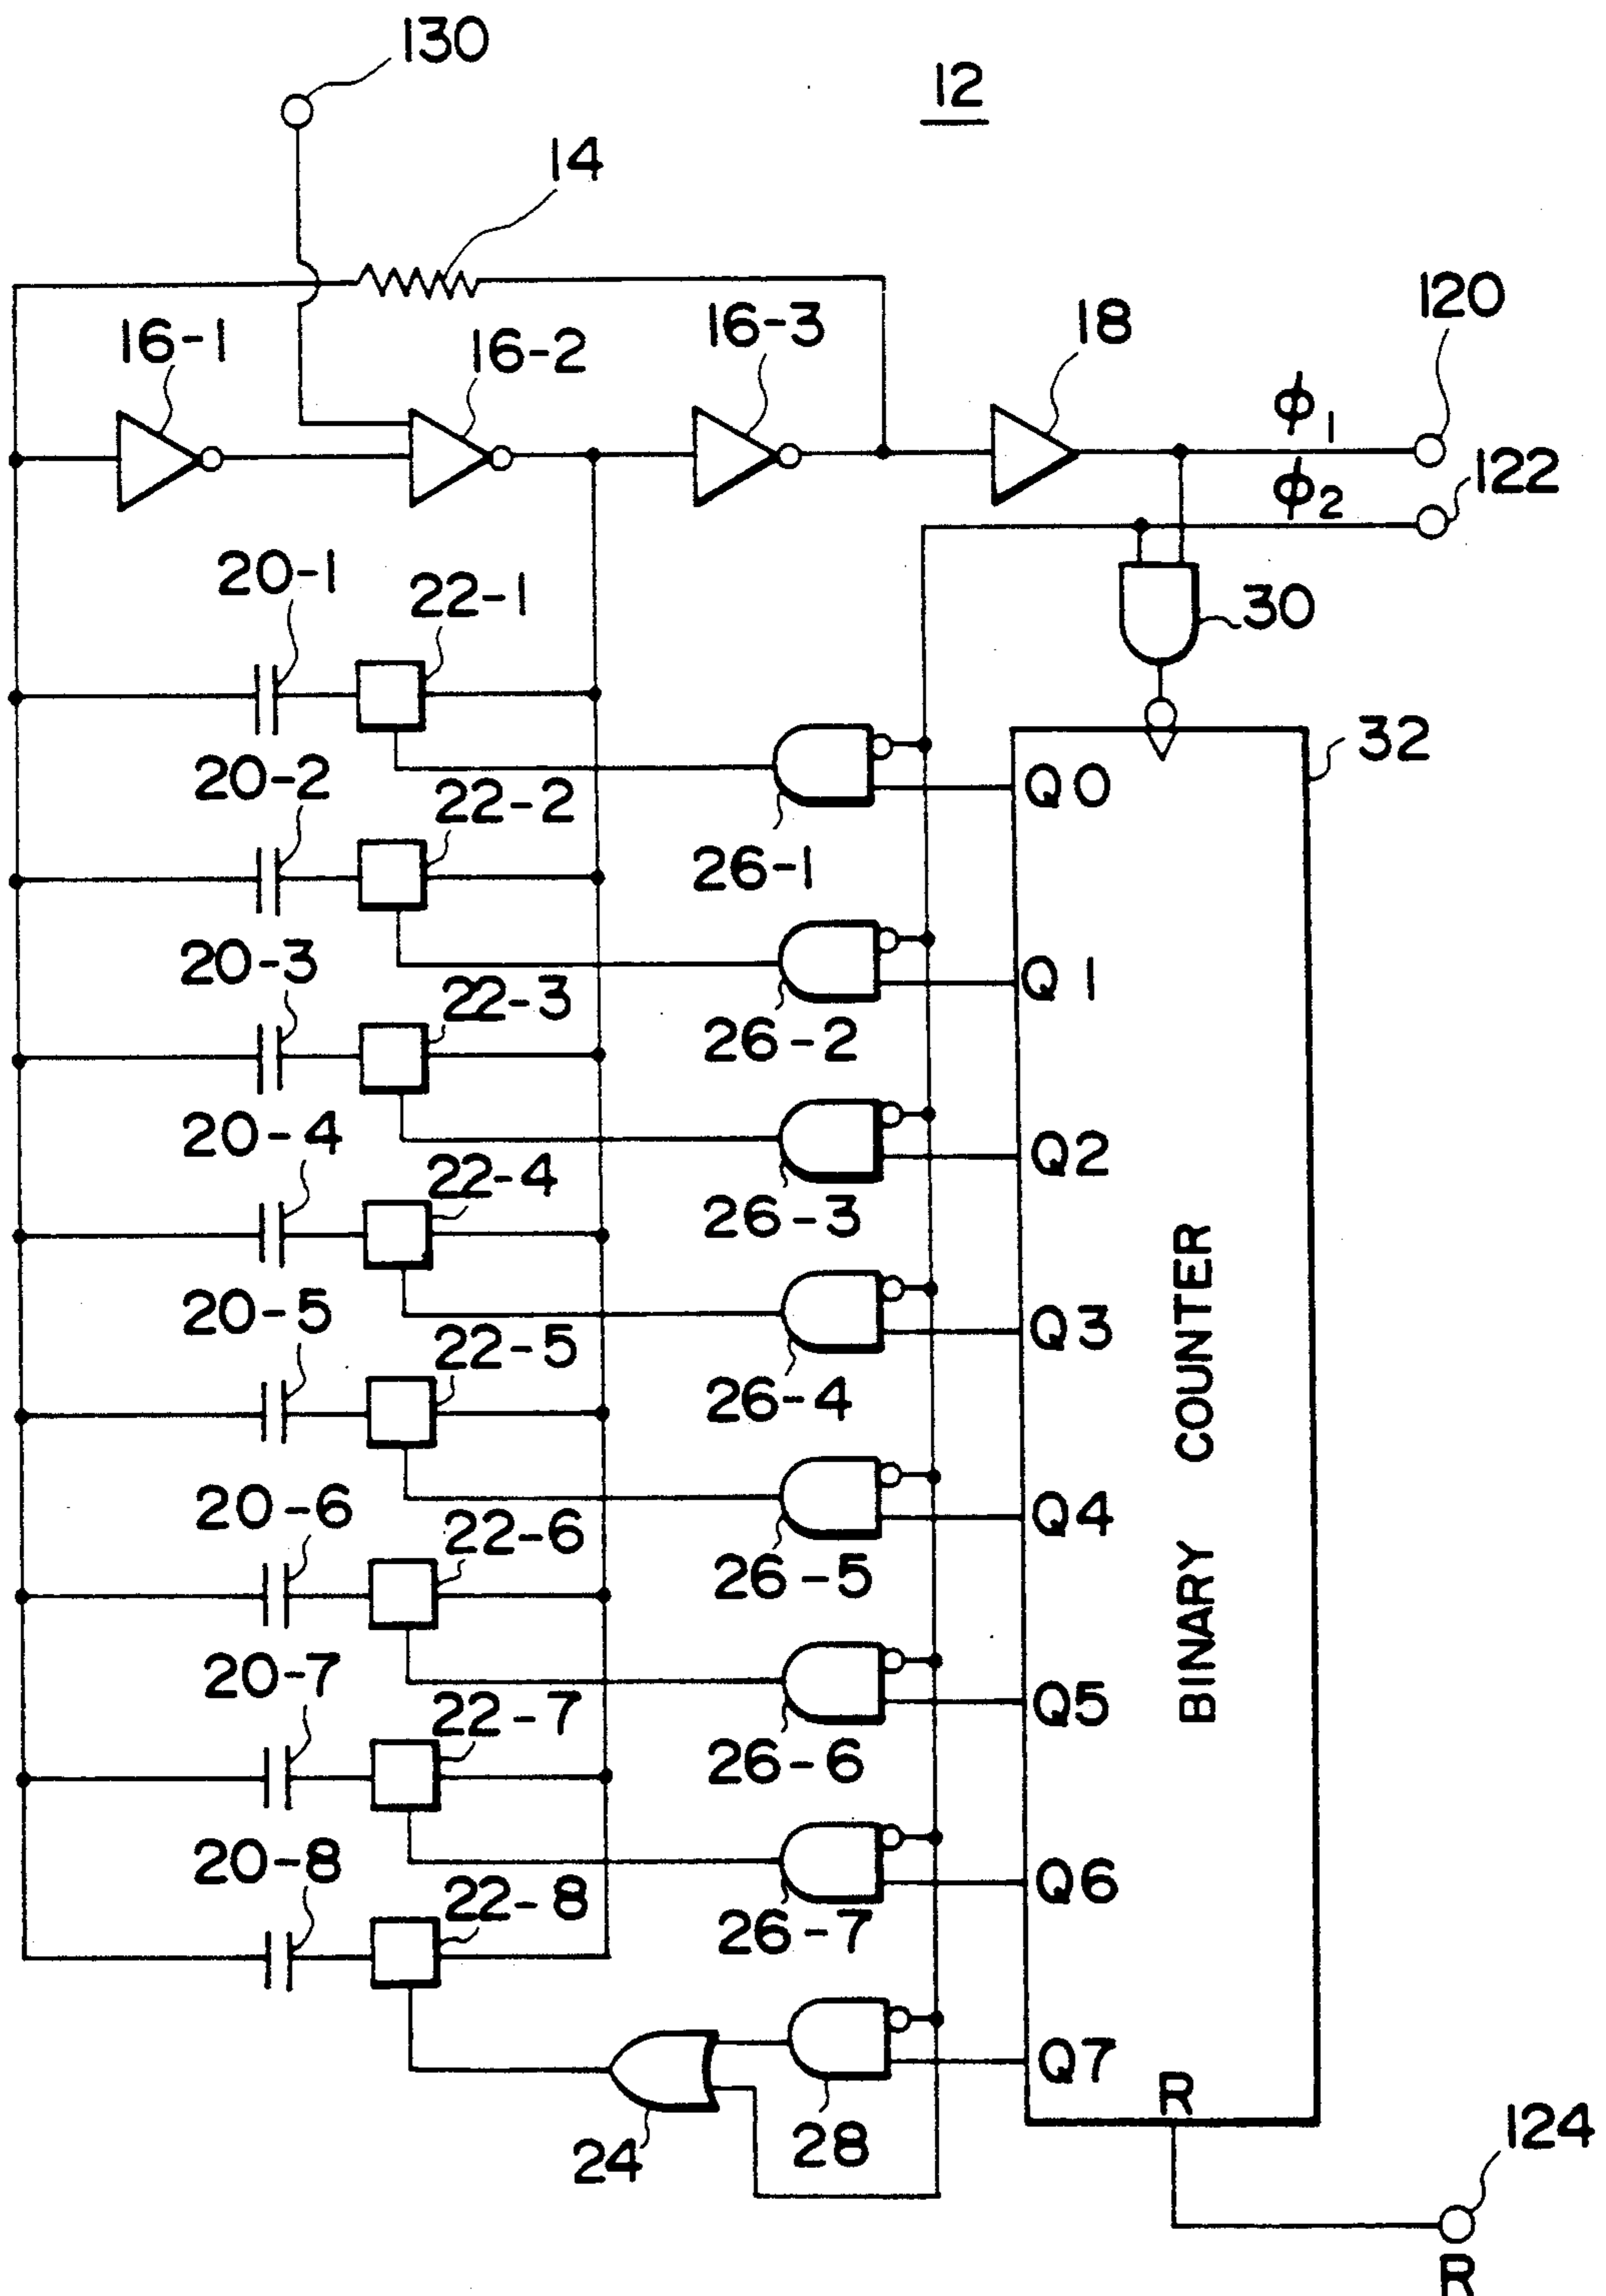 130
12
14
120
16-1
16-2
16-3
18
ϕ1
122
ϕ2
20-1
22-1
30
32
20-2
22-2
Q0
26-1
20-3
22-3
Q1
26-2
20-4
22-4
Q2
26-3
20-5
22-5
Q3
26-4
20-6
22-6
Q4
26-5
20-7
22-7
Q5
26-6
20-8
22-8
Q6
26-7
BINARY COUNTER
Q7
R
24
28
124
R